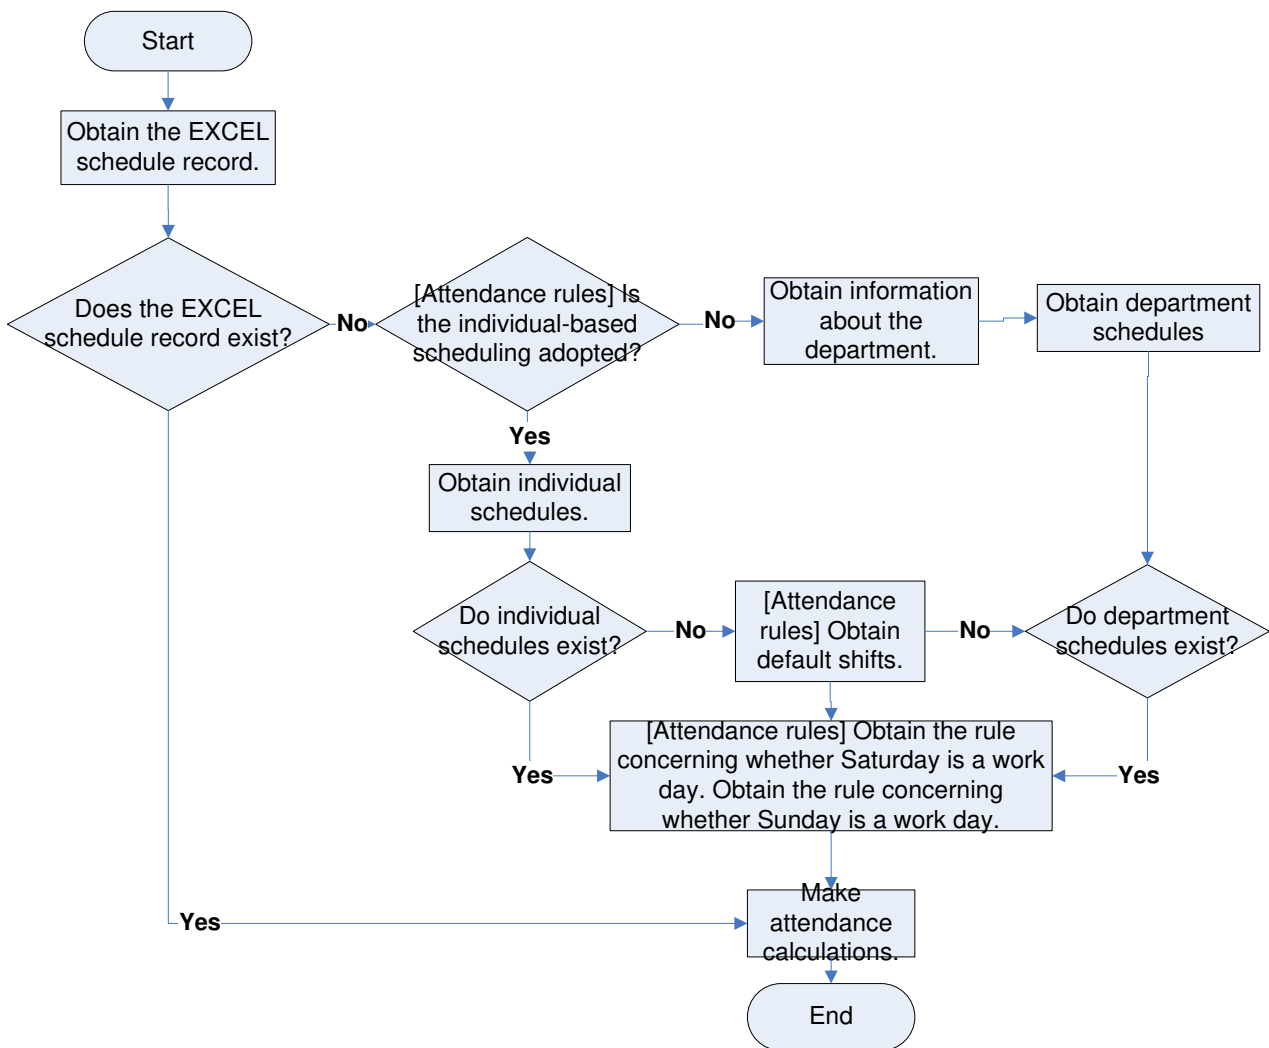 Start
Obtain the EXCEL
schedule record.
Does the EXCEL
schedule record exist?
No
[Attendance rules] Is
the individual-based
scheduling adopted?
No
Obtain information
about the
department.
Obtain department
schedules
Yes
Obtain individual
schedules.
Do individual
schedules exist?
No
[Attendance
rules] Obtain
default shifts.
No
Do department
schedules exist?
Yes
[Attendance rules] Obtain the rule
concerning whether Saturday is a work
day. Obtain the rule concerning
whether Sunday is a work day.
Yes
Yes
Make
attendance
calculations.
End